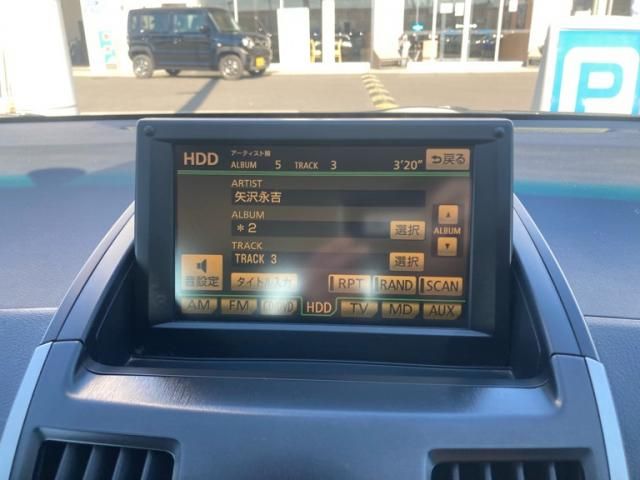 HDD アーティスト順 ALBUM 5 TRACK 3 3'20" 戻る
ARTIST
矢沢永吉
ALBUM
*2 選択 ALBUM
TRACK
TRACK 3 選択
音設定 タイトル入力 RPT RAND SCAN
AM FM HDD TV MD AUX
P